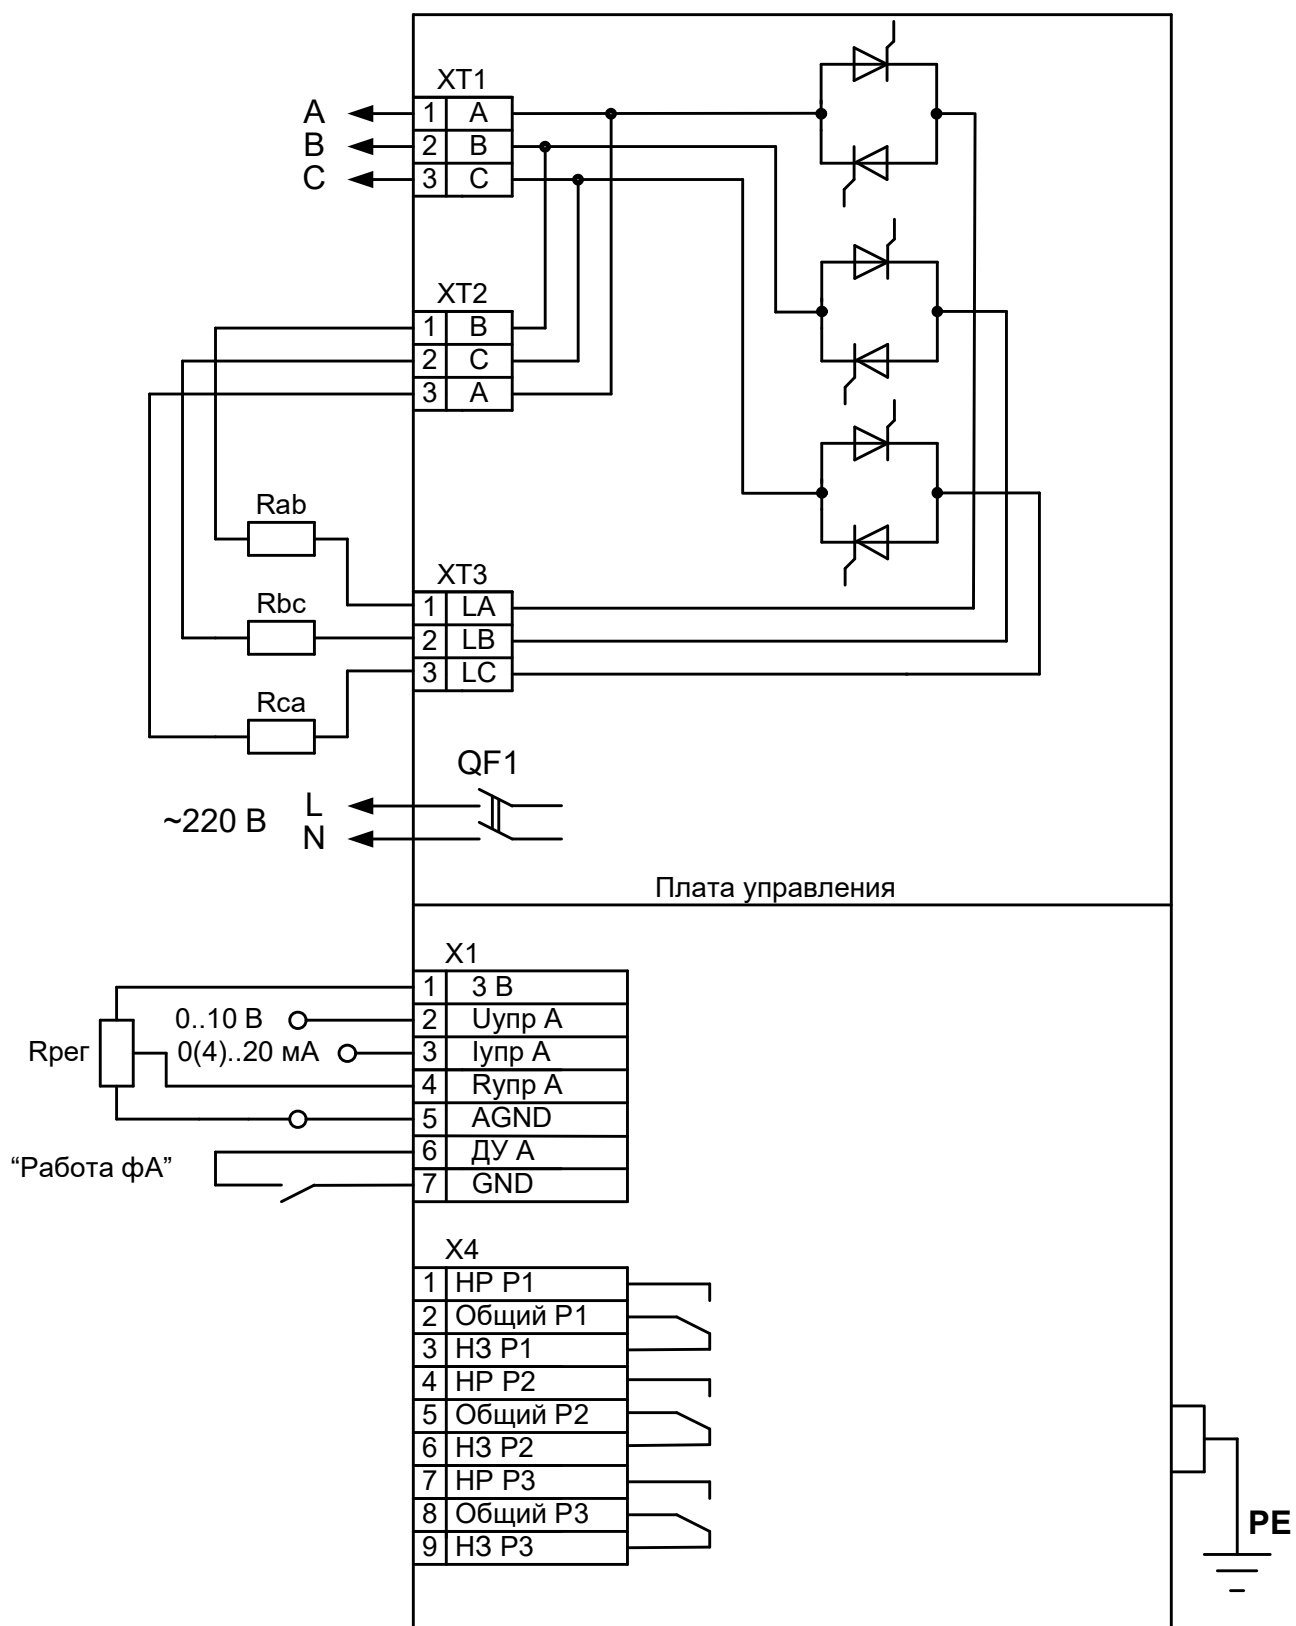 XT1
A 1 A
B 2 B
C 3 C
XT2
1 B
2 C
3 A
Rab
Rbc
Rca
XT3
1 LA
2 LB
3 LC
QF1
~220 В
L
N
Плата управления
X1
1 3 В
0..10 В 2 Uупр А
Rрег 0(4)..20 мА 3 Iупр А
4 Rупр А
5 AGND
“Работа фА” 6 ДУ А
7 GND
X4
1 НР Р1
2 Общий Р1
3 НЗ Р1
4 НР Р2
5 Общий Р2
6 НЗ Р2
7 НР Р3
8 Общий Р3
9 НЗ Р3
PE